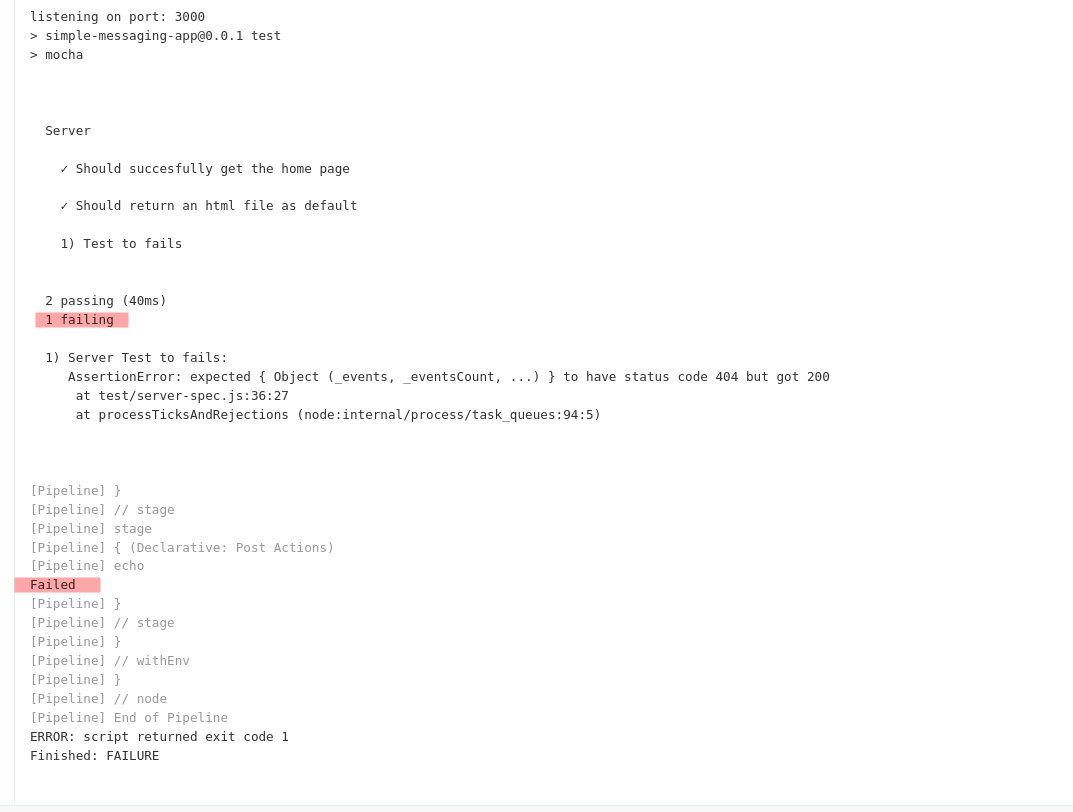 listening on port: 3000
> simple-messaging-app@0.0.1 test
> mocha
Server
✓ Should succesfully get the home page
✓ Should return an html file as default
1) Test to fails
2 passing (40ms)
1 failing
1) Server Test to fails:
AssertionError: expected { Object (_events, _eventsCount, ...) } to have status code 404 but got 200
at test/server-spec.js:36:27
at processTicksAndRejections (node:internal/process/task_queues:94:5)
[Pipeline] }
[Pipeline] // stage
[Pipeline] stage
[Pipeline] { (Declarative: Post Actions)
[Pipeline] echo
Failed
[Pipeline] }
[Pipeline] // stage
[Pipeline] }
[Pipeline] // withEnv
[Pipeline] }
[Pipeline] // node
[Pipeline] End of Pipeline
ERROR: script returned exit code 1
Finished: FAILURE